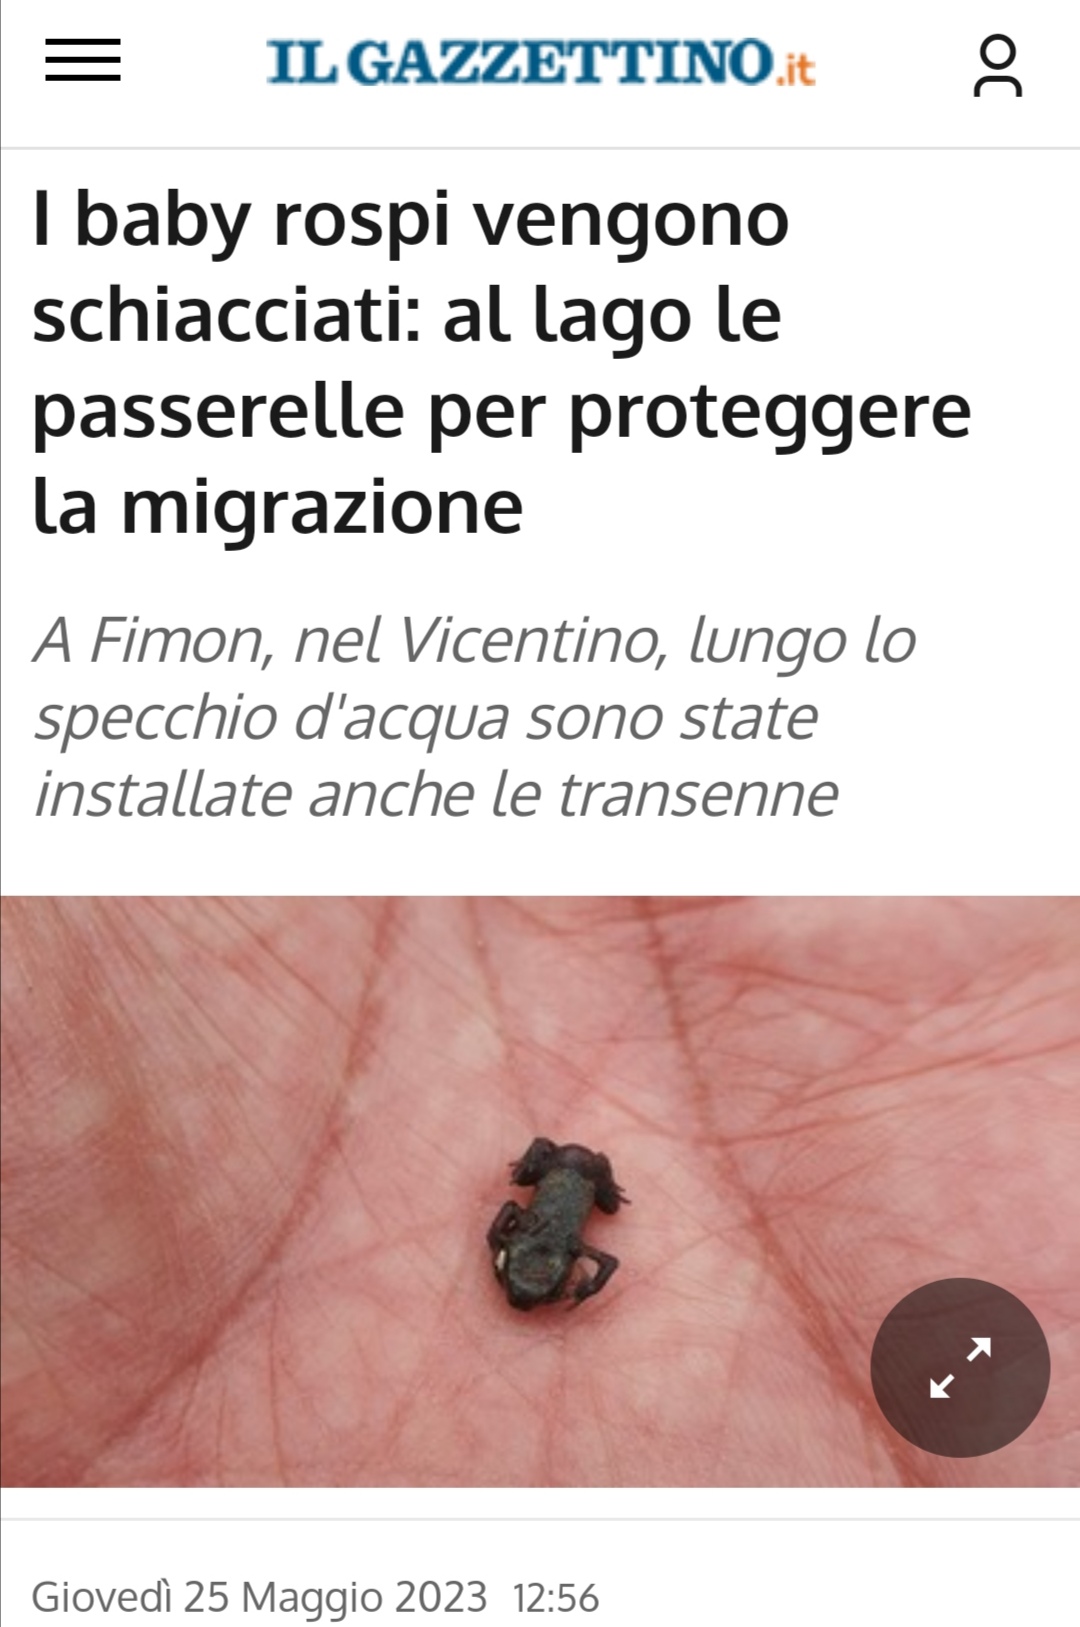 IL GAZZETTINO.it
I baby rospi vengono
schiacciati: al lago le
passerelle per proteggere
la migrazione
A Fimon, nel Vicentino, lungo lo
specchio d'acqua sono state
installate anche le transenne
Giovedì 25 Maggio 2023 12:56